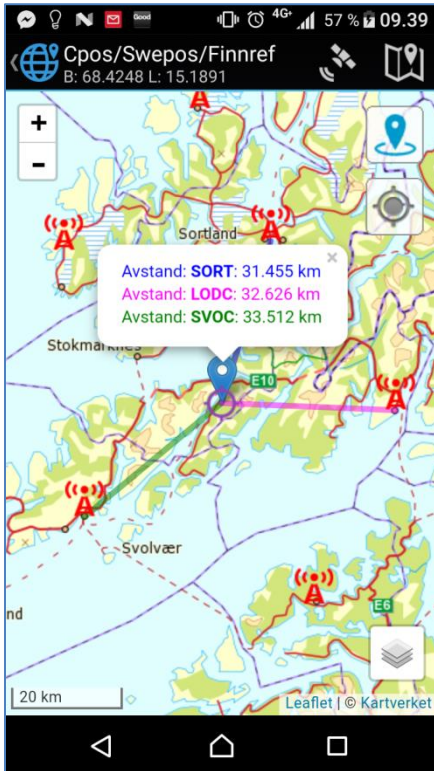 Good
4G+
57 %
09.39
Cpos/Swepos/Finnref
B: 68.4248 L: 15.1891
+
-
Sortland
×
Avstand: SORT: 31.455 km
Avstand: LODC: 32.626 km
Avstand: SVOC: 33.512 km
Stokmarknes
E10
Svolvær
E6
nd
20 km
Leaflet | © Kartverket